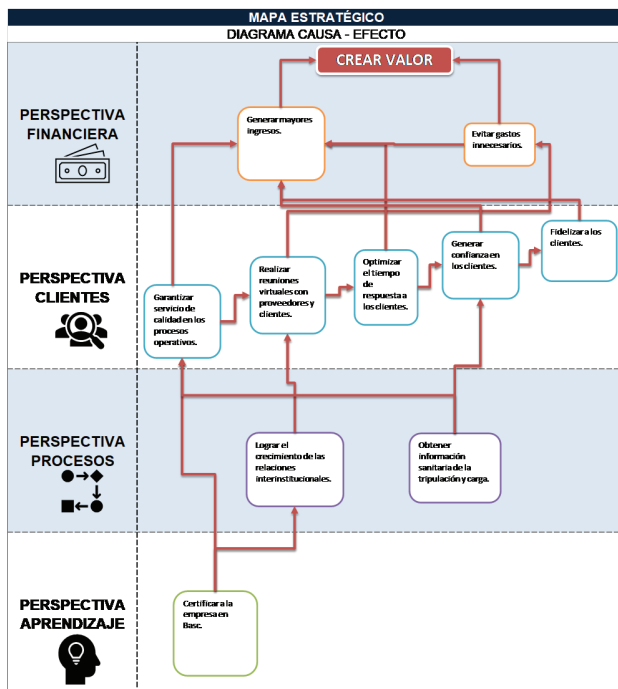 MAPA ESTRATÉGICO
DIAGRAMA CAUSA - EFECTO
PERSPECTIVA
FINANCIERA
CREAR VALOR
Generar mayores
ingresos.
Evitar gastos
innecesarios.
PERSPECTIVA
CLIENTES
Garantizar
servicio de
calidad en los
procesos
operativos.
Realizar
reuniones
virtuales con
proveedores y
clientes.
Optimizar
el tiempo
de
respuesta a
los clientes.
Generar
confianza en
los clientes.
Fidelizar a los
clientes.
PERSPECTIVA
PROCESOS
Lograr el
crecimiento de las
relaciones
interinstitucionales.
Obtener
información
sanitaria de la
tripulación y carga.
PERSPECTIVA
APRENDIZAJE
Certificar a la
empresa en
Basc.